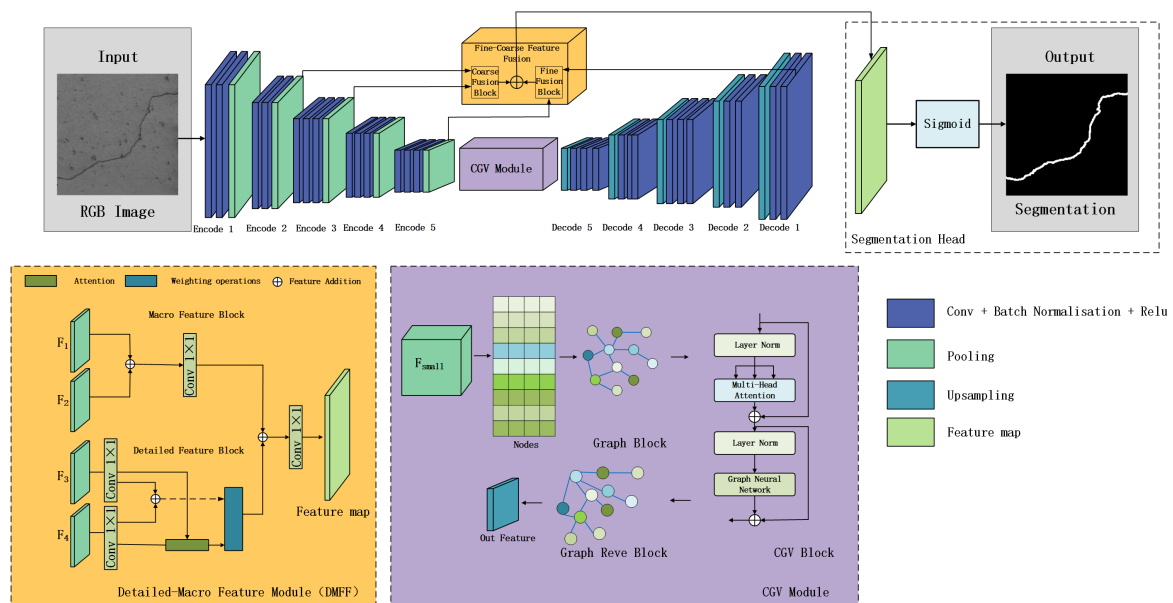 Input
RGB Image
Encode 1
Encode 2
Encode 3
Encode 4
Encode 5
Fine-Coarse Feature
Fusion
Coarse
Fusion
Block
Fine
Fusion
Block
CGV Module
Decode 5
Decode 4
Decode 3
Decode 2
Decode 1
Sigmoid
Output
Segmentation
Segmentation Head
Attention
Weighting operations
Feature Addition
Macro Feature Block
F1
F2
Conv 1×1
Detailed Feature Block
F3
F4
Conv 1×1
Conv 1×1
Conv 1×1
Feature map
Detailed-Macro Feature Module (DMFF)
Fsmall
Nodes
Graph Block
Layer Norm
Multi-Head
Attention
Layer Norm
Graph Neural
Network
CGV Block
Graph Reve Block
Out Feature
CGV Module
Conv + Batch Normalisation + Relu
Pooling
Upsampling
Feature map